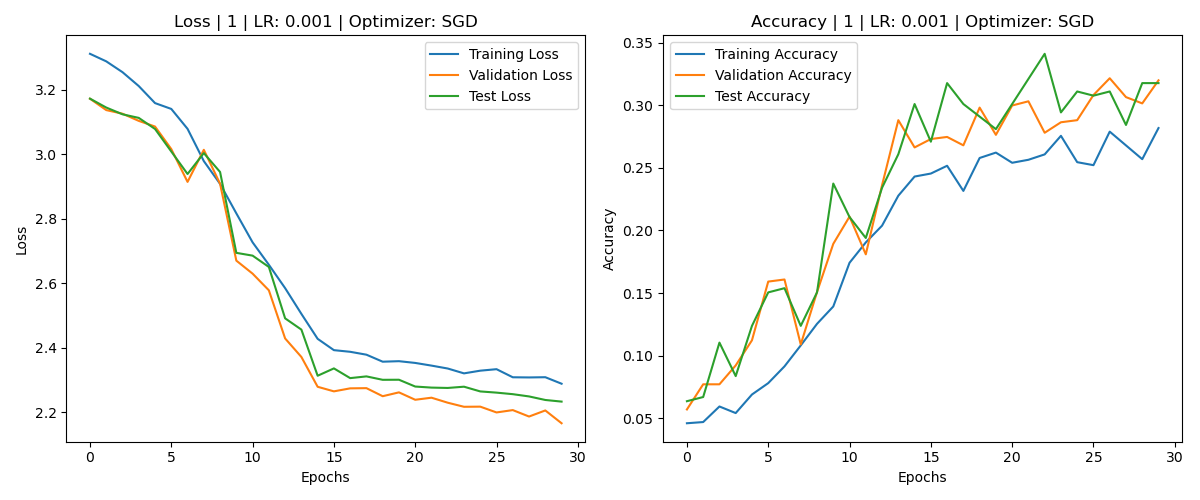 Loss | 1 | LR: 0.001 | Optimizer: SGD
Training Loss
Validation Loss
Test Loss
3.2
3.0
2.8
2.6
2.4
2.2
Loss
0
5
10
15
20
25
30
Epochs
Accuracy | 1 | LR: 0.001 | Optimizer: SGD
Training Accuracy
Validation Accuracy
Test Accuracy
0.35
0.30
0.25
0.20
0.15
0.10
0.05
Accuracy
0
5
10
15
20
25
30
Epochs